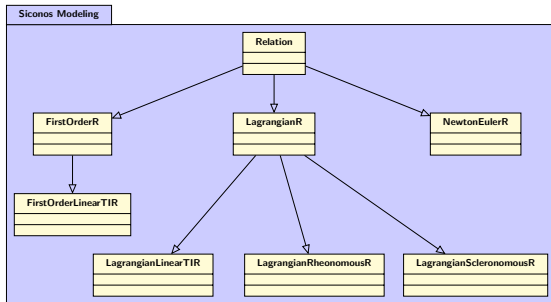 Siconos Modeling
Relation
FirstOrderR
LagrangianR
NewtonEulerR
FirstOrderLinearTIR
LagrangianLinearTIR
LagrangianRheonomousR
LagrangianScleronomousR